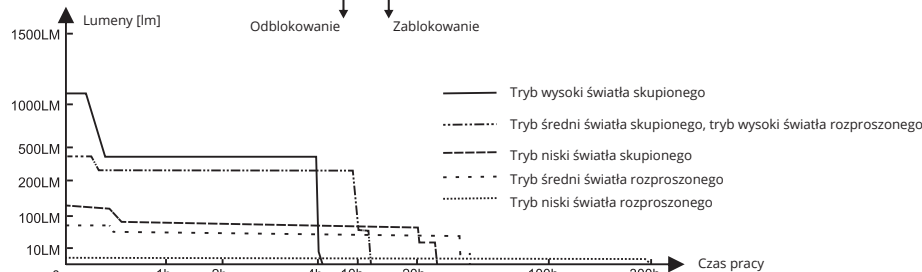 Lumeny [lm]
Odblokowanie
Zablokowanie
1500LM
1000LM
500LM
200LM
100LM
10LM
Tryb wysoki światła skupionego
Tryb średni światła skupionego, tryb wysoki światła rozproszonego
Tryb niski światła skupionego
Tryb średni światła rozproszonego
Tryb niski światła rozproszonego
Czas pracy